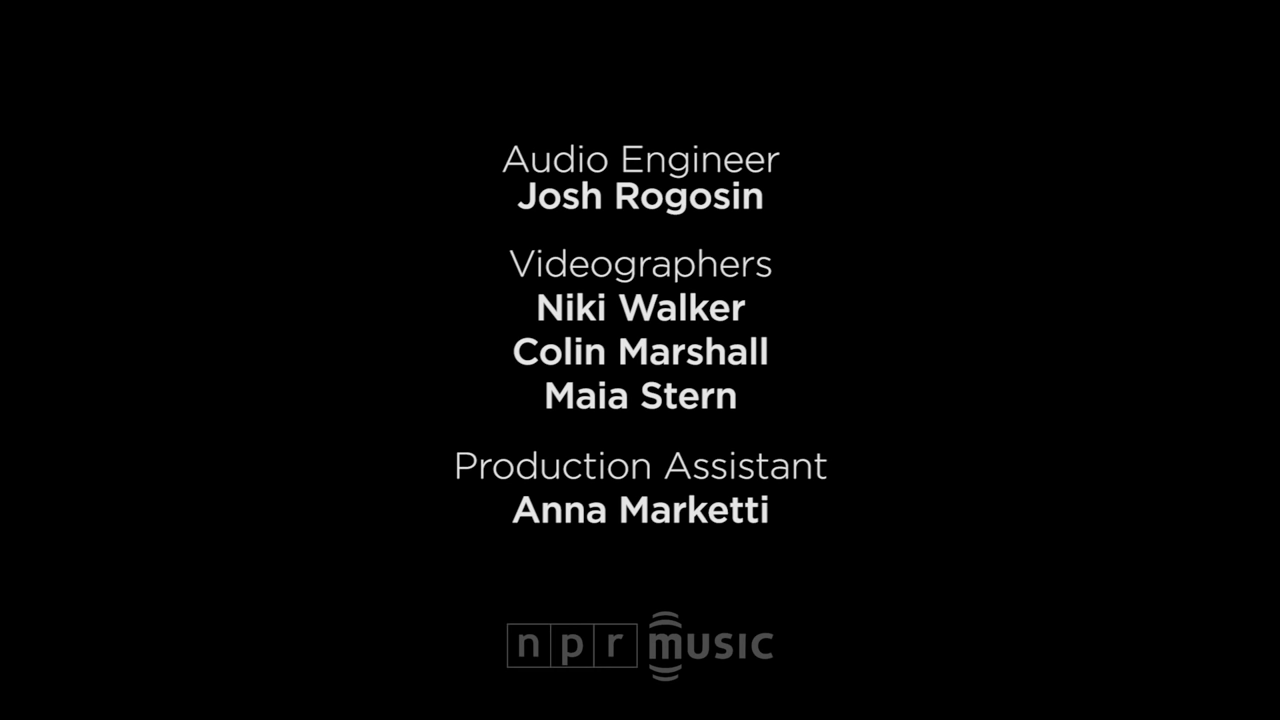 Audio Engineer
Josh Rogosin
Videographers
Niki Walker
Colin Marshall
Maia Stern
Production Assistant
Anna Marketti
npr music